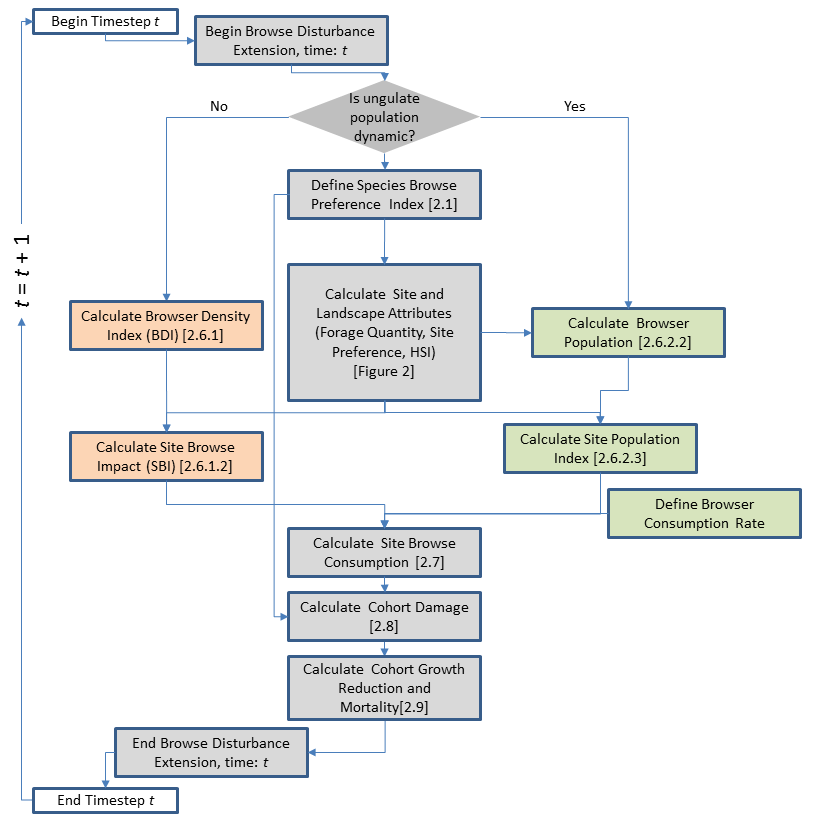 Begin Timestep t
Begin Browse Disturbance
Extension, time: t
Is ungulate
population
dynamic?
No
Yes
Define Species Browse
Preference Index [2.1]
t = t + 1
Calculate Site and
Landscape Attributes
(Forage Quantity, Site
Preference, HSI)
[Figure 2]
Calculate Browser Density
Index (BDI) [2.6.1]
Calculate Browser
Population [2.6.2.2]
Calculate Site Browse
Impact (SBI) [2.6.1.2]
Calculate Site Population
Index [2.6.2.3]
Define Browser
Consumption Rate
Calculate Site Browse
Consumption [2.7]
Calculate Cohort Damage
[2.8]
Calculate Cohort Growth
Reduction and
Mortality[2.9]
End Browse Disturbance
Extension, time: t
End Timestep t